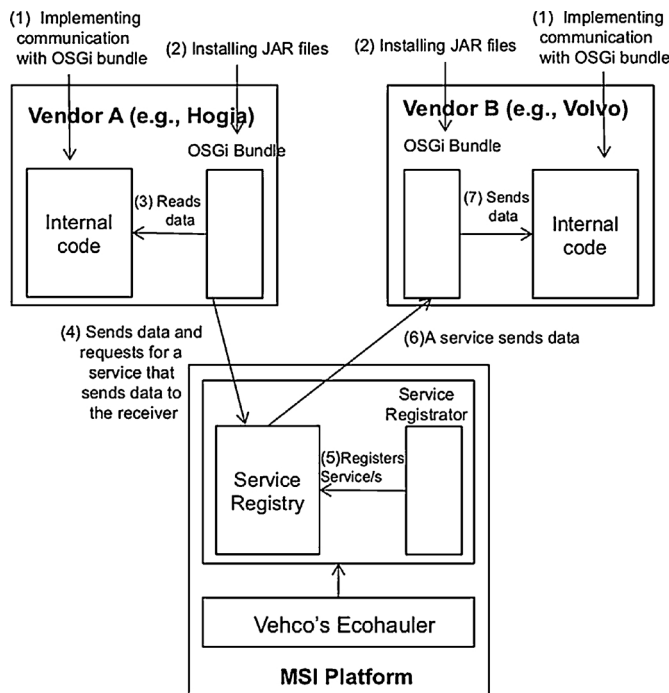 (1) Implementing
communication
with OSGi bundle
(2) Installing JAR files
Vendor A (e.g., Hogia)
OSGi Bundle
Internal
code
(3) Reads
data
(1) Implementing
communication
with OSGi bundle
(2) Installing JAR files
Vendor B (e.g., Volvo)
OSGi Bundle
(7) Sends
data
Internal
code
(4) Sends data and
requests for a
service that
sends data to
the receiver
(6)A service sends data
Service
Registrator
Service
Registry
(5)Registers
Service/s
Vehco's Ecohauler
MSI Platform